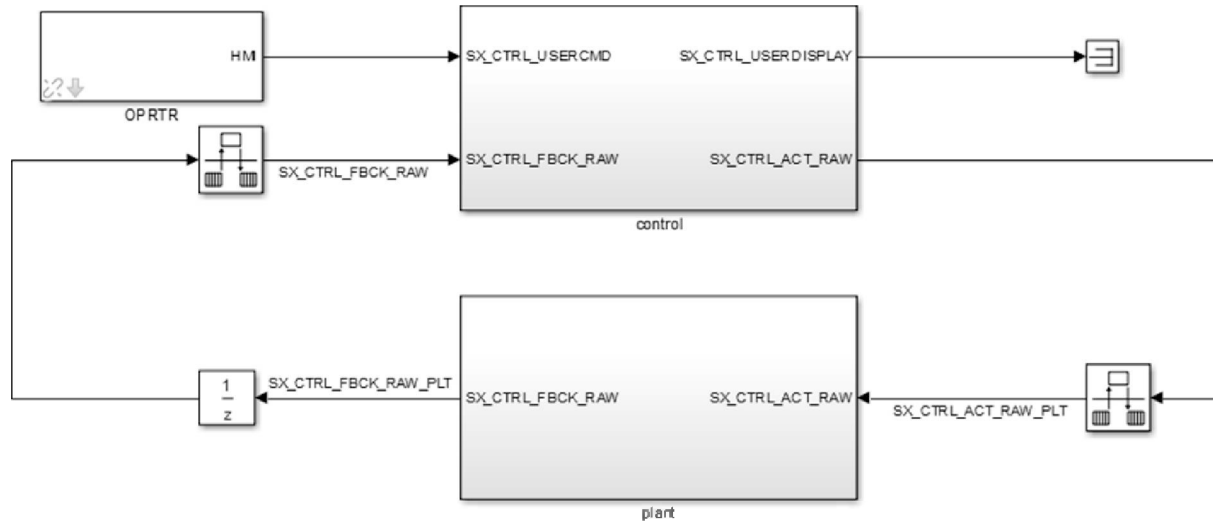 HMI
SX_CTRL_USERCMD
SX_CTRL_USERDISPLAY
OPRTR
SX_CTRL_FBCK_RAW
SX_CTRL_FBCK_RAW
SX_CTRL_ACT_RAW
control
SX_CTRL_FBCK_RAW_PLT
1
z
SX_CTRL_FBCK_RAW
SX_CTRL_ACT_RAW
SX_CTRL_ACT_RAW_PLT
plant